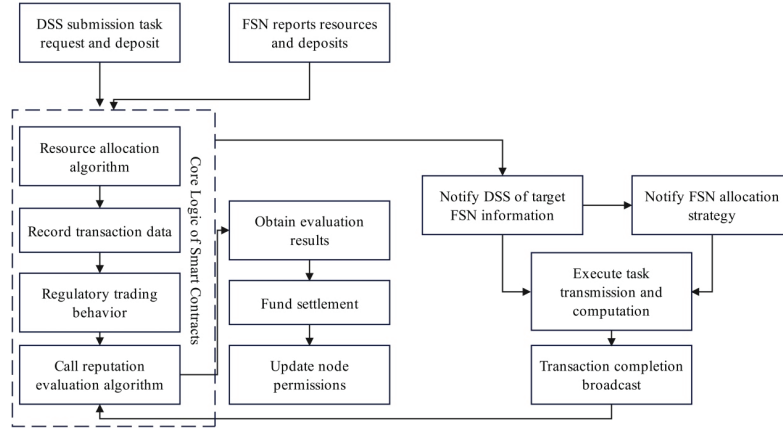 DSS submission task
request and deposit
FSN reports resources
and deposits
Resource allocation
algorithm
Record transaction data
Regulatory trading
behavior
Call reputation
evaluation algorithm
Core Logic of Smart Contracts
Obtain evaluation
results
Fund settlement
Update node
permissions
Notify DSS of target
FSN information
Notify FSN allocation
strategy
Execute task
transmission and
computation
Transaction completion
broadcast